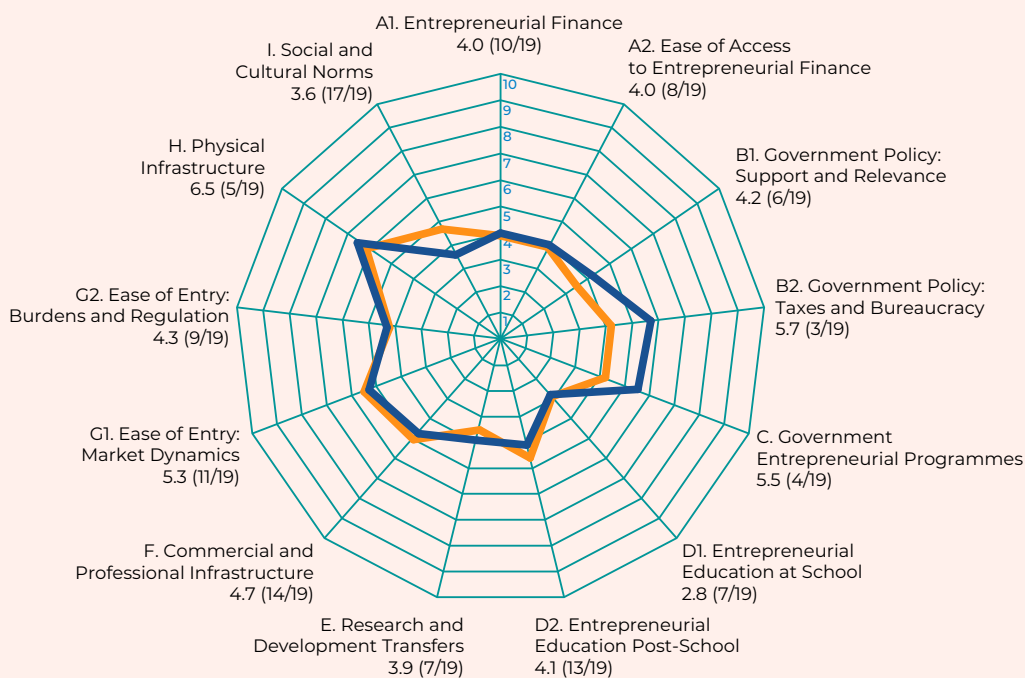 A1. Entrepreneurial Finance
4.0 (10/19)
A2. Ease of Access
to Entrepreneurial Finance
4.0 (8/19)
B1. Government Policy:
Support and Relevance
4.2 (6/19)
B2. Government Policy:
Taxes and Bureaucracy
5.7 (3/19)
C. Government
Entrepreneurial Programmes
5.5 (4/19)
D1. Entrepreneurial
Education at School
2.8 (7/19)
D2. Entrepreneurial
Education Post-School
4.1 (13/19)
E. Research and
Development Transfers
3.9 (7/19)
F. Commercial and
Professional Infrastructure
4.7 (14/19)
G1. Ease of Entry:
Market Dynamics
5.3 (11/19)
G2. Ease of Entry:
Burdens and Regulation
4.3 (9/19)
H. Physical
Infrastructure
6.5 (5/19)
I. Social and
Cultural Norms
3.6 (17/19)
10
9
8
7
6
5
4
3
2
1